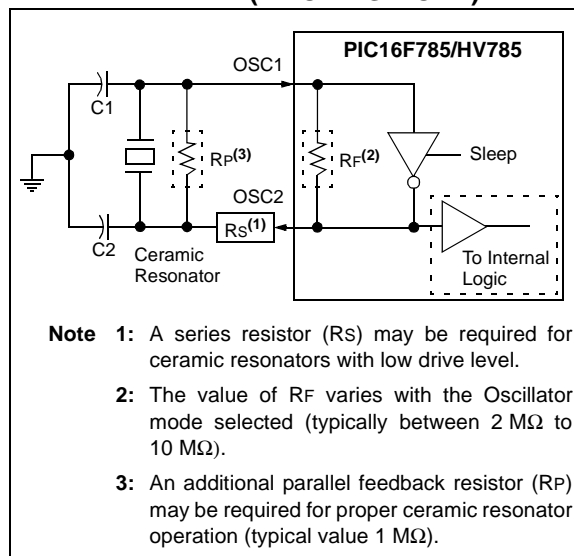 PIC16F785/HV785
OSC1
C1
RP(3)
RF(2)
Sleep
OSC2
RS(1)
C2
Ceramic
Resonator
To Internal
Logic
Note 1: A series resistor (RS) may be required for
ceramic resonators with low drive level.
2: The value of RF varies with the Oscillator
mode selected (typically between 2 MΩ to
10 MΩ).
3: An additional parallel feedback resistor (RP)
may be required for proper ceramic resonator
operation (typical value 1 MΩ).